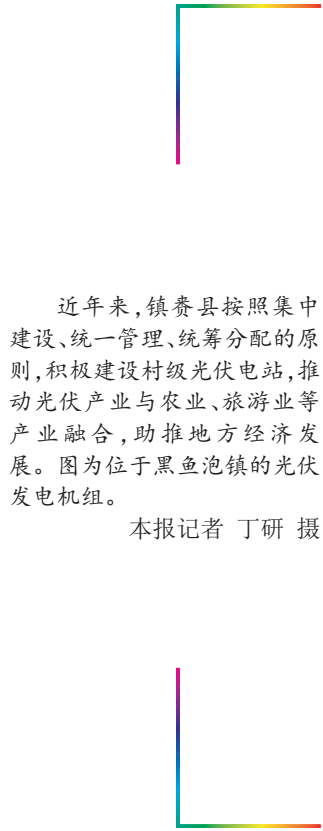 近年来,镇赉县按照集中
建设、统一管理、统筹分配的原
则,积极建设村级光伏电站,推
动光伏产业与农业、旅游业等
产业融合,助推地方经济发
展。图为位于黑鱼泡镇的光伏
发电机组。
本报记者 丁研 摄